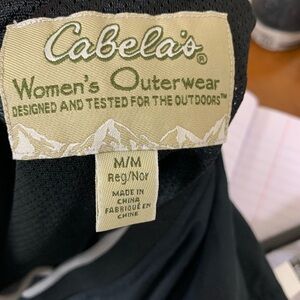 Cabela's®
Women's Outerwear
DESIGNED AND TESTED FOR THE OUTDOORS™
M/M
Reg/Nor
MADE IN
CHINA
FABRIQUÉ EN
CHINE